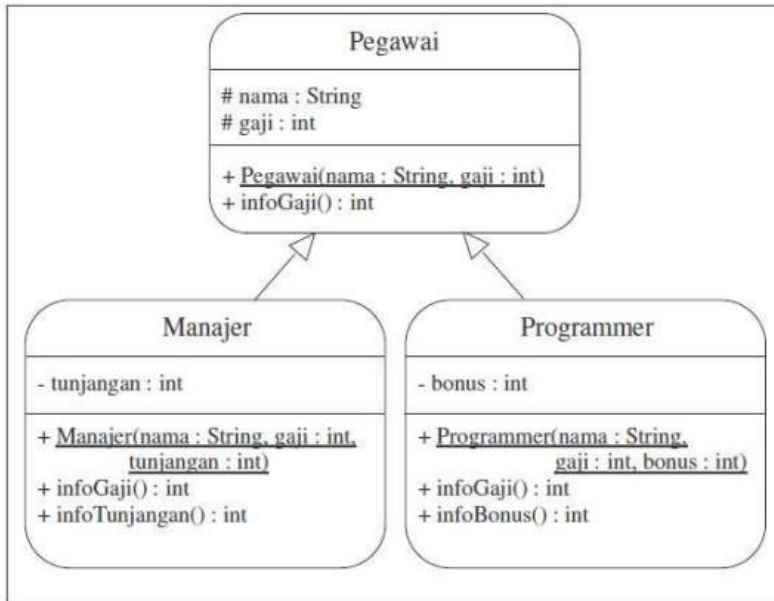 Pegawai
# nama : String
# gaji : int
+ Pegawai(nama : String, gaji : int)
+ infoGaji() : int
Manajer
- tunjangan : int
+ Manajer(nama : String, gaji : int,
tunjangan : int)
+ infoGaji() : int
+ infoTunjangan() : int
Programmer
- bonus : int
+ Programmer(nama : String,
gaji : int, bonus : int)
+ infoGaji() : int
+ infoBonus() : int